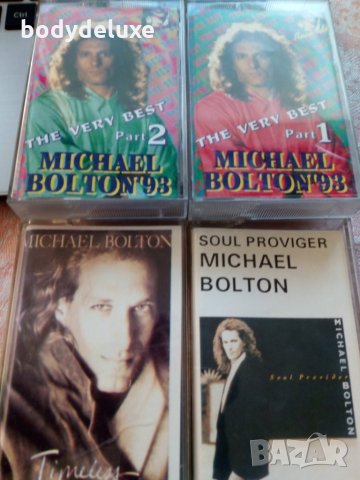 bodydeluxe
Ctrl
THE VERY BEST
Part 2
MICHAEL
BOLTON'93
THE VERY BEST
Part 1
MICHAEL
BOLTON'93
MICHAEL BOLTON
Timeless
SOUL PROVIGER
MICHAEL
BOLTON
Soul Provider
MICHAEL BOLTON
BAZAR